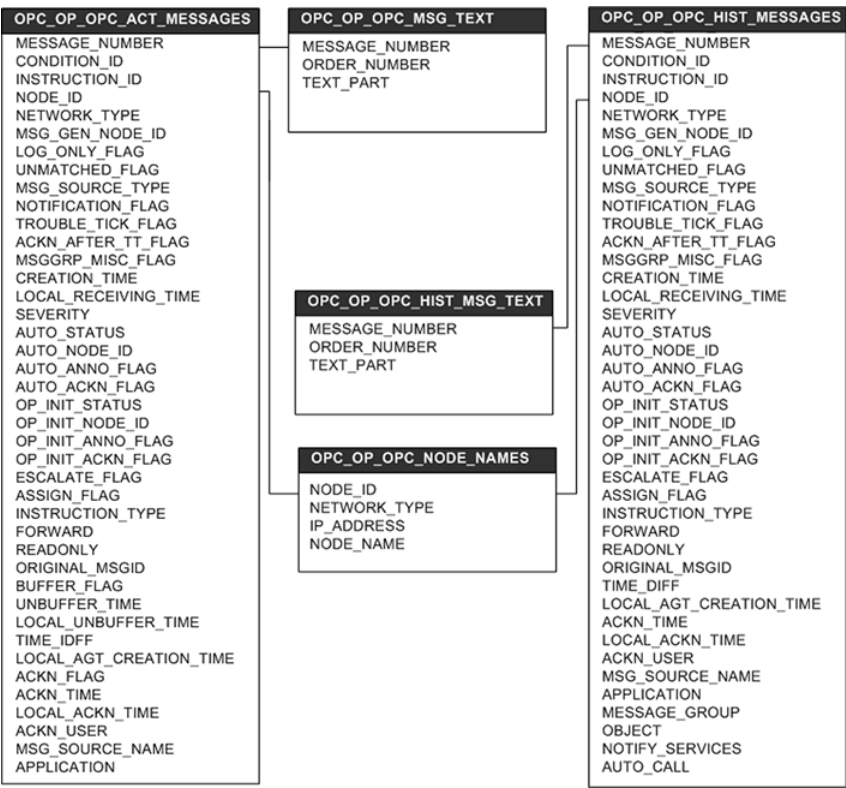 OPC_OP_OPC_ACT_MESSAGES
MESSAGE_NUMBER
CONDITION_ID
INSTRUCTION_ID
NODE_ID
NETWORK_TYPE
MSG_GEN_NODE_ID
LOG_ONLY_FLAG
UNMATCHED_FLAG
MSG_SOURCE_TYPE
NOTIFICATION_FLAG
TROUBLE_TICK_FLAG
ACKN_AFTER_TT_FLAG
MSGGRP_MISC_FLAG
CREATION_TIME
LOCAL_RECEIVING_TIME
SEVERITY
AUTO_STATUS
AUTO_NODE_ID
AUTO_ANNO_FLAG
AUTO_ACKN_FLAG
OP_INIT_STATUS
OP_INIT_NODE_ID
OP_INIT_ANNO_FLAG
OP_INIT_ACKN_FLAG
ESCALATE_FLAG
ASSIGN_FLAG
INSTRUCTION_TYPE
FORWARD
READONLY
ORIGINAL_MSGID
BUFFER_FLAG
UNBUFFER_TIME
LOCAL_UNBUFFER_TIME
TIME_IDFF
LOCAL_AGT_CREATION_TIME
ACKN_FLAG
ACKN_TIME
LOCAL_ACKN_TIME
ACKN_USER
MSG_SOURCE_NAME
APPLICATION
OPC_OP_OPC_MSG_TEXT
MESSAGE_NUMBER
ORDER_NUMBER
TEXT_PART
OPC_OP_OPC_HIST_MSG_TEXT
MESSAGE_NUMBER
ORDER_NUMBER
TEXT_PART
OPC_OP_OPC_NODE_NAMES
NODE_ID
NETWORK_TYPE
IP_ADDRESS
NODE_NAME
OPC_OP_OPC_HIST_MESSAGES
MESSAGE_NUMBER
CONDITION_ID
INSTRUCTION_ID
NODE_ID
NETWORK_TYPE
MSG_GEN_NODE_ID
LOG_ONLY_FLAG
UNMATCHED_FLAG
MSG_SOURCE_TYPE
NOTIFICATION_FLAG
TROUBLE_TICK_FLAG
ACKN_AFTER_TT_FLAG
MSGGRP_MISC_FLAG
CREATION_TIME
LOCAL_RECEIVING_TIME
SEVERITY
AUTO_STATUS
AUTO_NODE_ID
AUTO_ANNO_FLAG
AUTO_ACKN_FLAG
OP_INIT_STATUS
OP_INIT_NODE_ID
OP_INIT_ANNO_FLAG
OP_INIT_ACKN_FLAG
ESCALATE_FLAG
ASSIGN_FLAG
INSTRUCTION_TYPE
FORWARD
READONLY
ORIGINAL_MSGID
TIME_DIFF
LOCAL_AGT_CREATION_TIME
ACKN_TIME
LOCAL_ACKN_TIME
ACKN_USER
MSG_SOURCE_NAME
APPLICATION
MESSAGE_GROUP
OBJECT
NOTIFY_SERVICES
AUTO_CALL